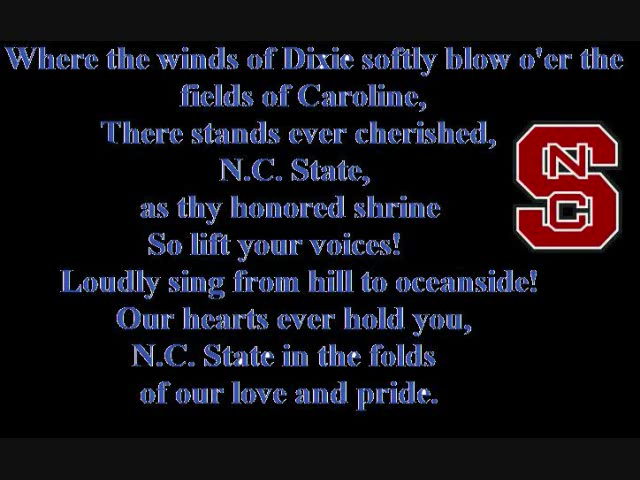 Where the winds of Dixie softly blow o'er the
fields of Caroline,
There stands ever cherished,
N.C. State,
as thy honored shrine
So lift your voices!
Loudly sing from hill to oceanside!
Our hearts ever hold you,
N.C. State in the folds
of our love and pride.
NCS